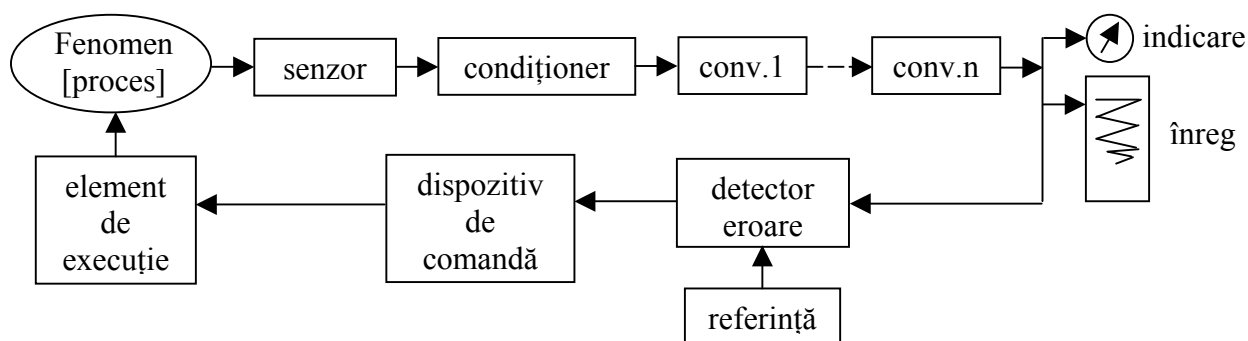 Fenomen
[proces]
senzor
condiționer
conv.1
conv.n
indicare
înreg
element
de
execuție
dispozitiv
de
comandă
detector
eroare
referință